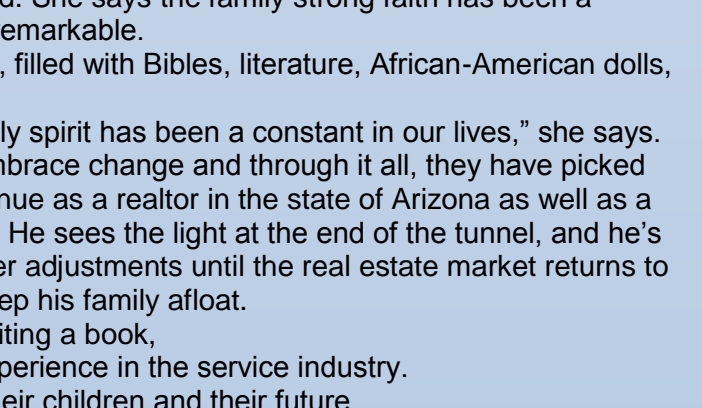 d. She says the family strong faith has been a
remarkable.
, filled with Bibles, literature, African-American dolls,
ly spirit has been a constant in our lives,” she says.
mbrace change and through it all, they have picked
nue as a realtor in the state of Arizona as well as a
. He sees the light at the end of the tunnel, and he’s
er adjustments until the real estate market returns to
ep his family afloat.
iting a book,
perience in the service industry.
eir children and their future